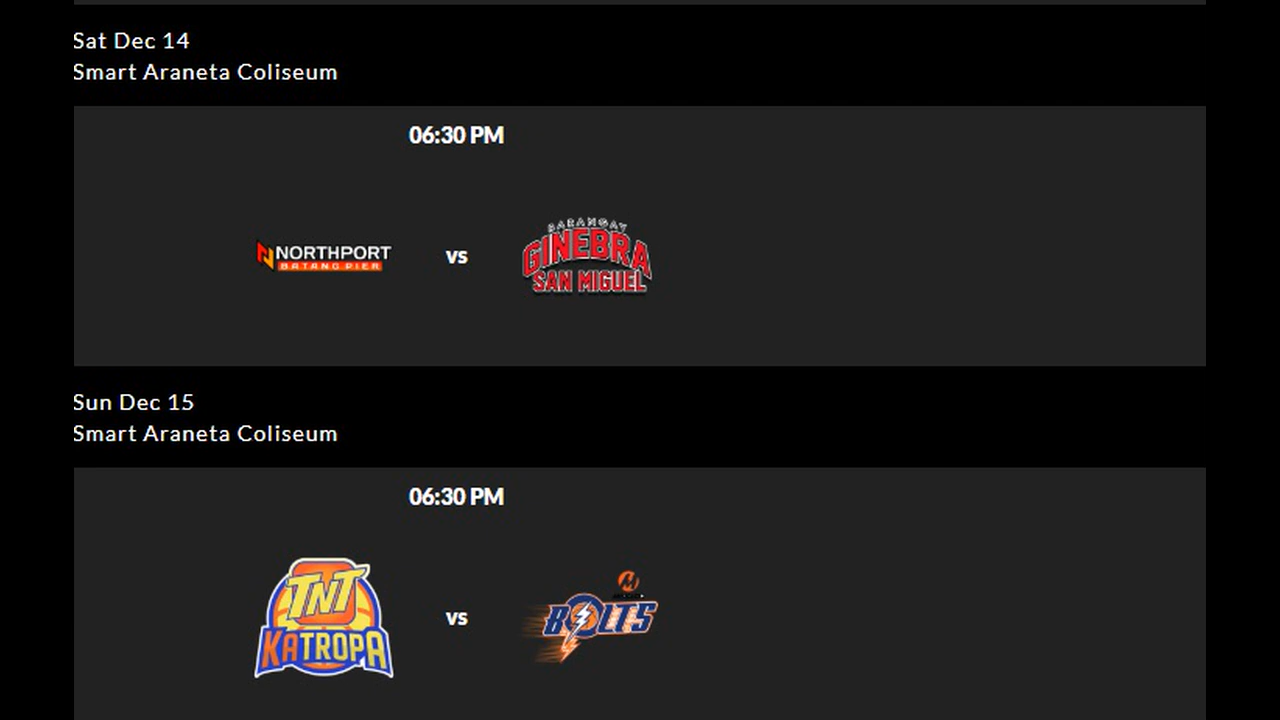 Sat Dec 14
Smart Araneta Coliseum
06:30 PM
NORTHPORT
BATANG PIER
vs
BARANGAY
GINEBRA
SAN MIGUEL
Sun Dec 15
Smart Araneta Coliseum
06:30 PM
TNT
KATROPA
vs
BOLTS